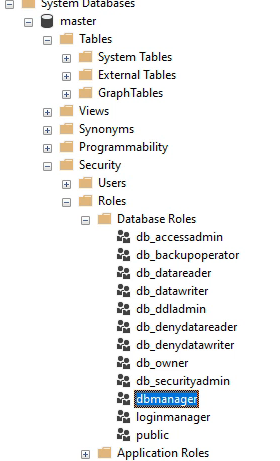 System Databases
master
Tables
System Tables
External Tables
GraphTables
Views
Synonyms
Programmability
Security
Users
Roles
Database Roles
db_accessadmin
db_backupoperator
db_datareader
db_datawriter
db_ddladmin
db_denydatareader
db_denydatawriter
db_owner
db_securityadmin
dbmanager
loginmanager
public
Application Roles